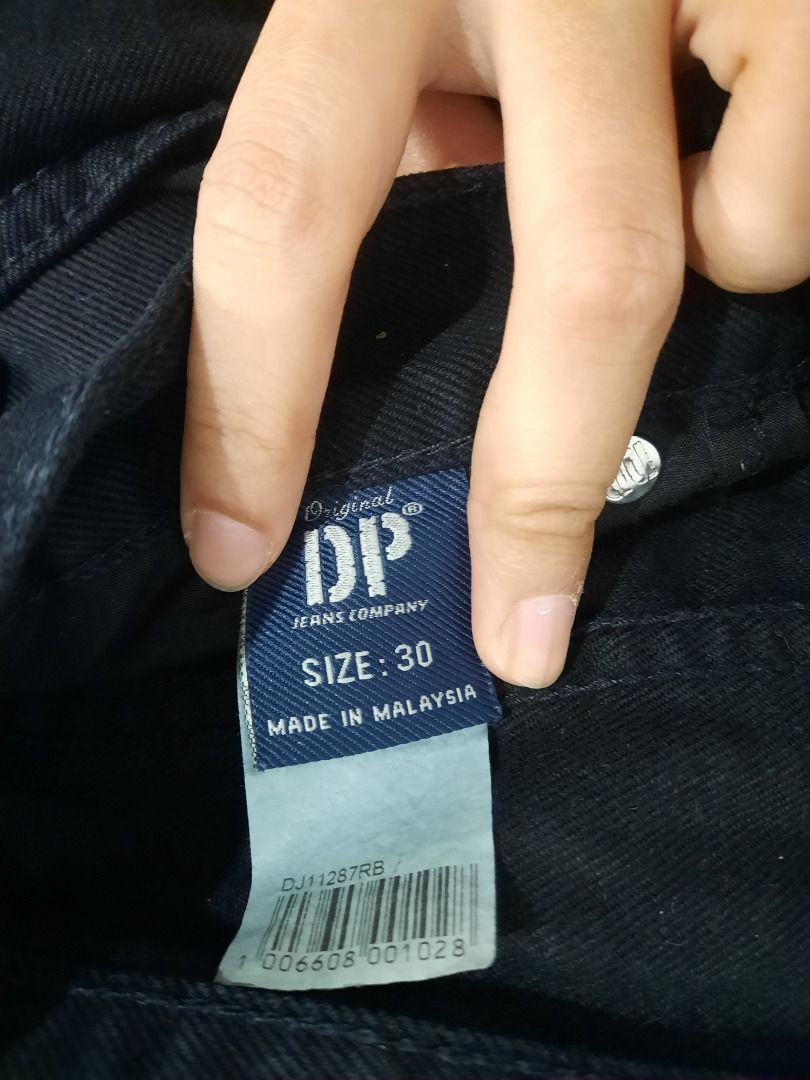 Original
DP®
JEANS COMPANY
SIZE: 30
MADE IN MALAYSIA
DJ11287RB
1 006608 001028